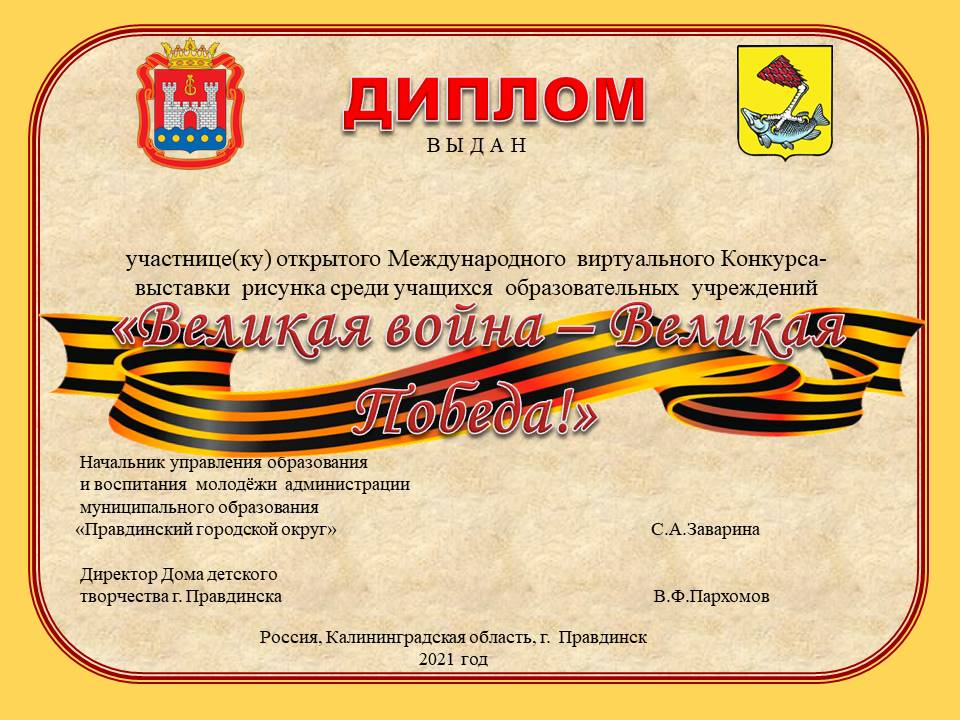 ДИПЛОМ
В Ы Д А Н
участнице(ку) открытого Международного виртуального Конкурса-
выставки рисунка среди учащихся образовательных учреждений
«Великая война – Великая
Победа!»
Начальник управления образования
и воспитания молодёжи администрации
муниципального образования
«Правдинский городской округ» С.А.Заварина
Директор Дома детского
творчества г. Правдинска В.Ф.Пархомов
Россия, Калининградская область, г. Правдинск
2021 год